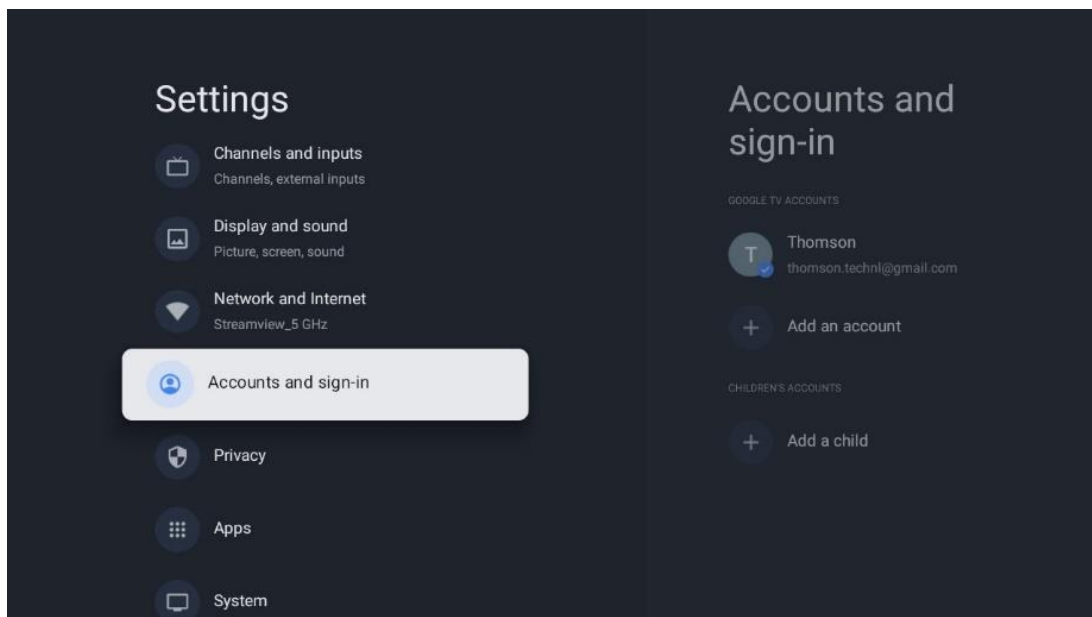 Settings
Channels and inputs
Channels, external inputs
Display and sound
Picture, screen, sound
Network and Internet
Streamview_5 GHz
Accounts and sign-in
Privacy
Apps
System
Accounts and
sign-in
GOOGLE TV ACCOUNTS
T
Thomson
thomson.technl@gmail.com
Add an account
CHILDREN'S ACCOUNTS
Add a child